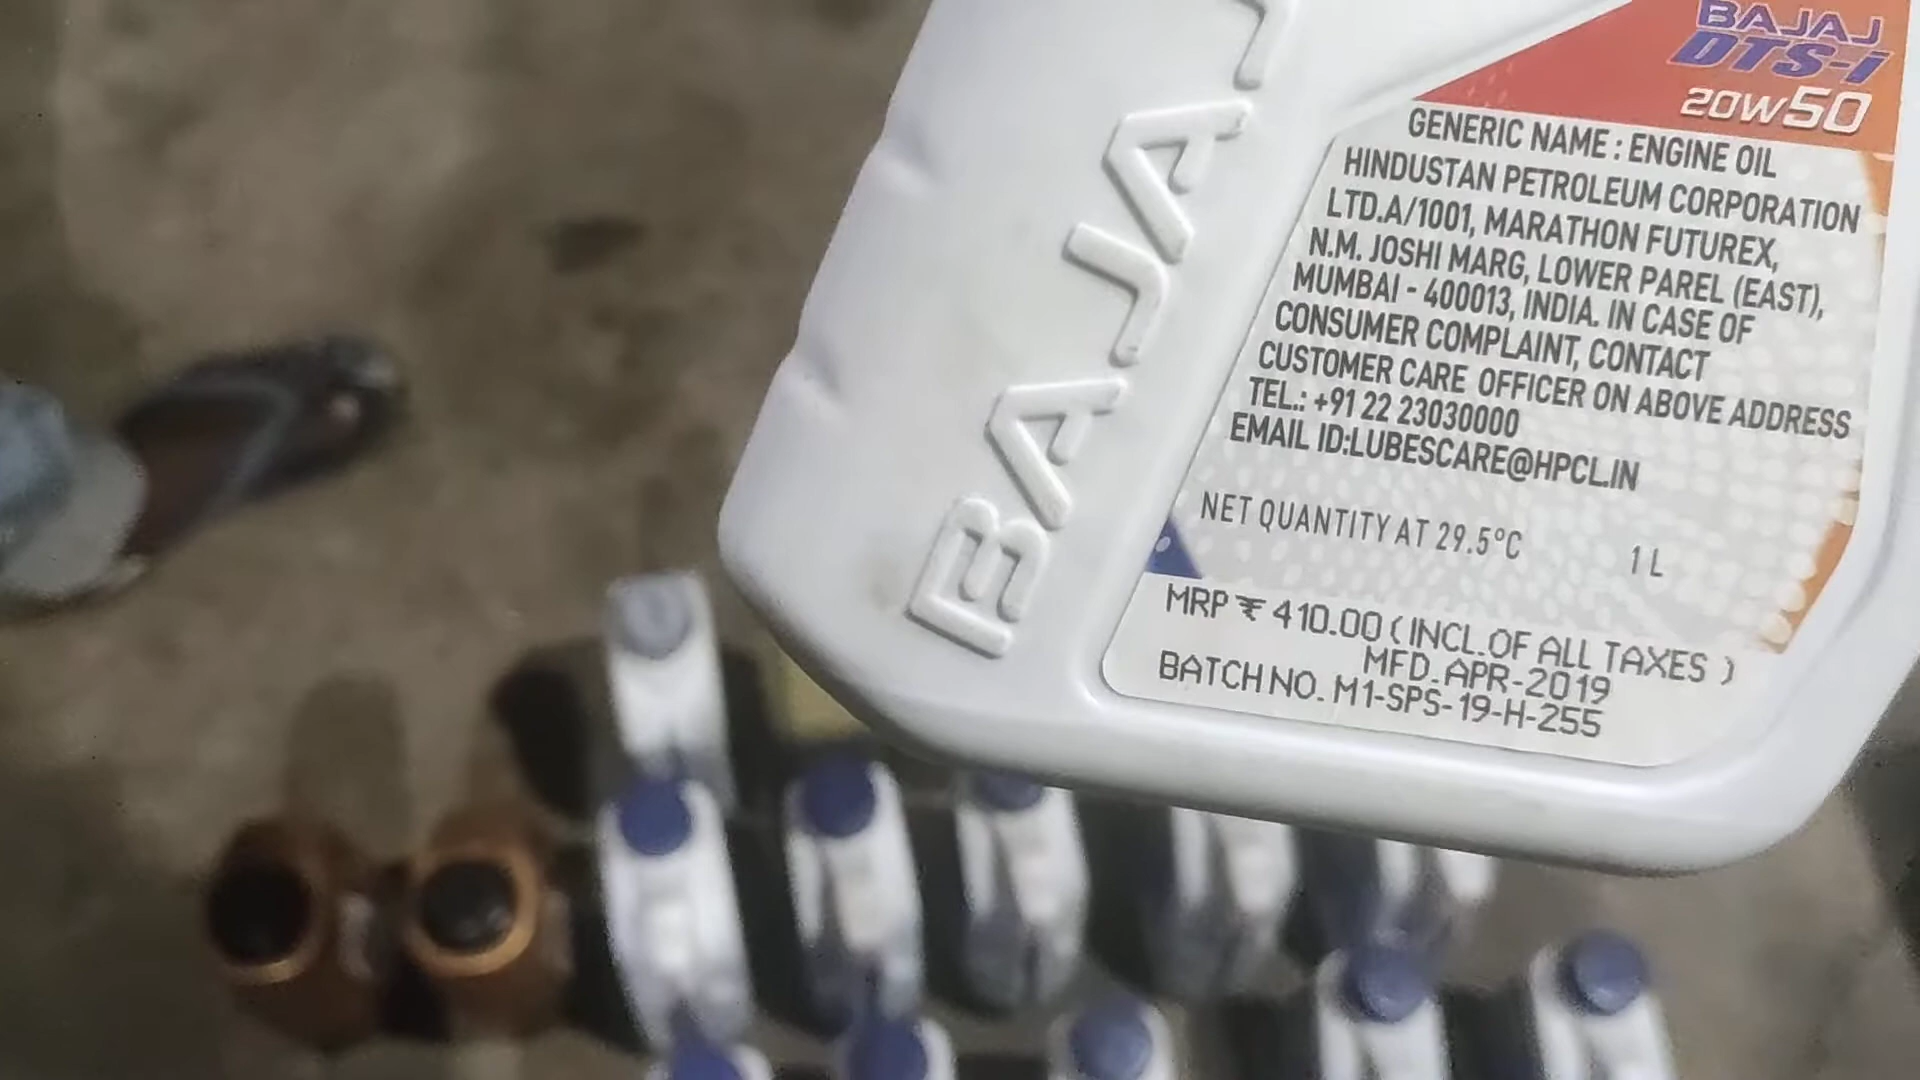 BAJAJ
BAJAJ
DTS-i
20W50
GENERIC NAME : ENGINE OIL
HINDUSTAN PETROLEUM CORPORATION
LTD.A/1001, MARATHON FUTUREX,
N.M. JOSHI MARG, LOWER PAREL (EAST),
MUMBAI - 400013, INDIA. IN CASE OF
CONSUMER COMPLAINT, CONTACT
CUSTOMER CARE OFFICER ON ABOVE ADDRESS
TEL.: +91 22 23030000
EMAIL ID:LUBESCARE@HPCL.IN
NET QUANTITY AT 29.5°C 1 L
MRP ₹ 410.00 ( INCL.OF ALL TAXES )
MFD. APR-2019
BATCH NO. M1-SPS-19-H-255